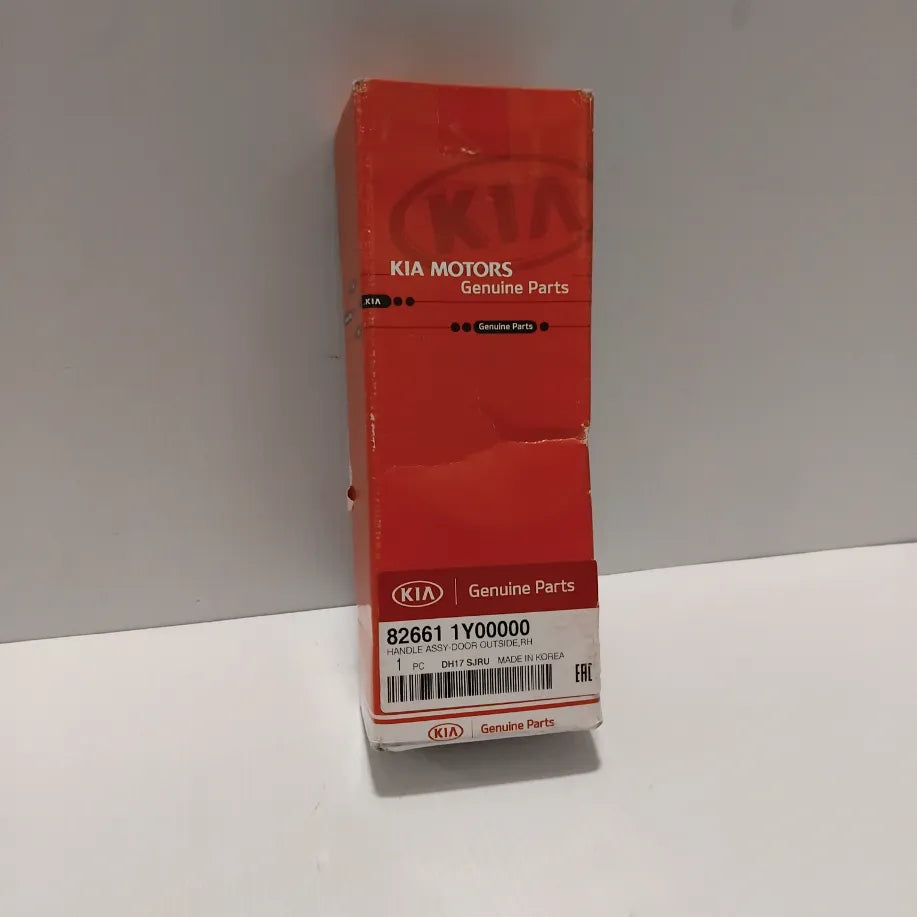 KIA
KIA MOTORS
Genuine Parts
KIA
Genuine Parts
KIA Genuine Parts
82661 1Y00000
HANDLE ASSY-DOOR OUTSIDE,RH
1 PC DH17 SJRU MADE IN KOREA
EAC
KIA Genuine Parts